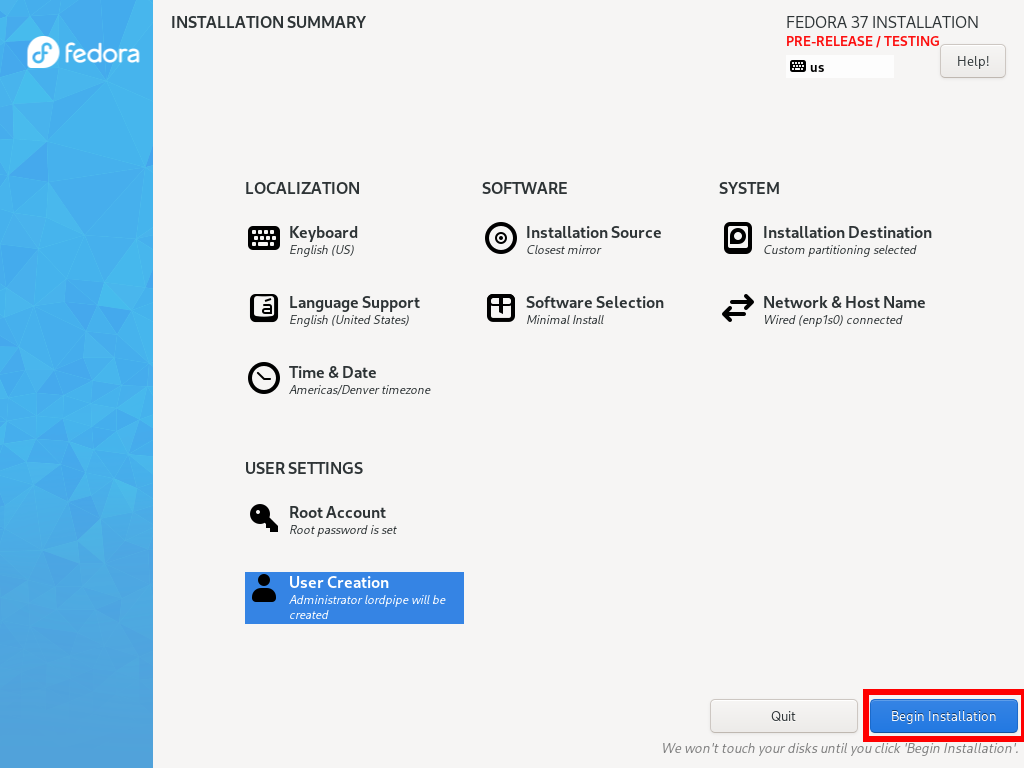 fedora
INSTALLATION SUMMARY
FEDORA 37 INSTALLATION
PRE-RELEASE / TESTING
us
Help!
LOCALIZATION
Keyboard
English (US)
Language Support
English (United States)
Time & Date
Americas/Denver timezone
SOFTWARE
Installation Source
Closest mirror
Software Selection
Minimal Install
SYSTEM
Installation Destination
Custom partitioning selected
Network & Host Name
Wired (enp1s0) connected
USER SETTINGS
Root Account
Root password is set
User Creation
Administrator lordpipe will be
created
Quit
Begin Installation
We won't touch your disks until you click 'Begin Installation'.